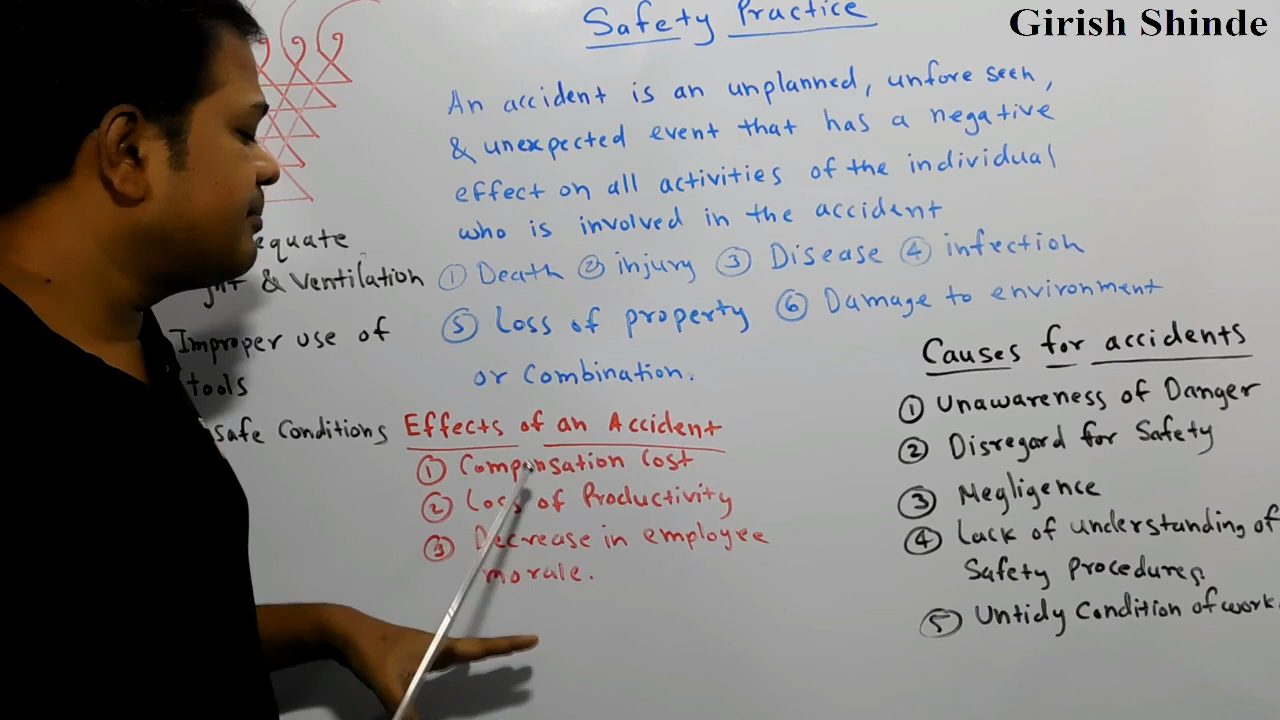 Girish Shinde
Safety Practice
An accident is an unplanned, unfore seen,
& unexpected event that has a negative
effect on all activities of the individual
who is involved in the accident
① Death ② injury ③ Disease ④ infection
⑤ Loss of property ⑥ Damage to environment
or Combination.
Effects of an Accident
① Compensation Cost
② Loss of Productivity
③ Decrease in employee
morale.
Causes for accidents
① Unawareness of Danger
② Disregard for Safety
③ Negligence
④ Lack of understanding of
Safety Procedures.
⑤ Untidy Condition of work
equate
& Ventilation
Improper use of
tools
safe Conditions